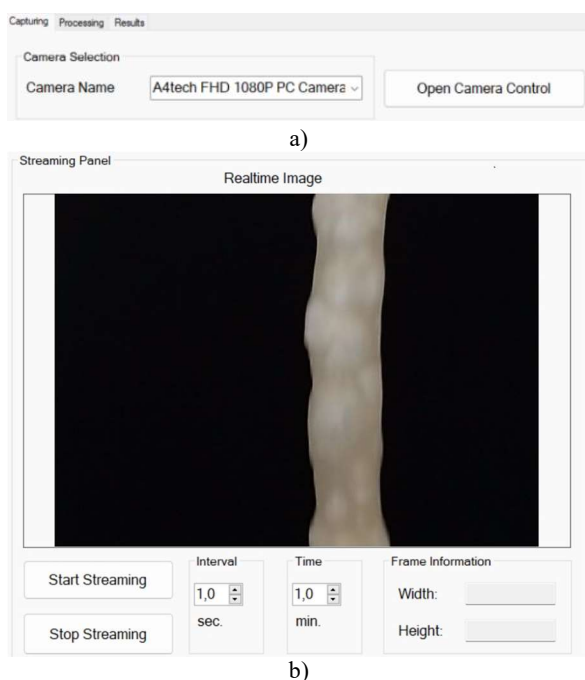 Capturing Processing Results
Camera Selection
Camera Name A4tech FHD 1080P PC Camera Open Camera Control
a)
Streaming Panel
Realtime Image
Interval Time Frame Information
Start Streaming 1,0 1,0 Width:
sec. min.
Stop Streaming Height:
b)